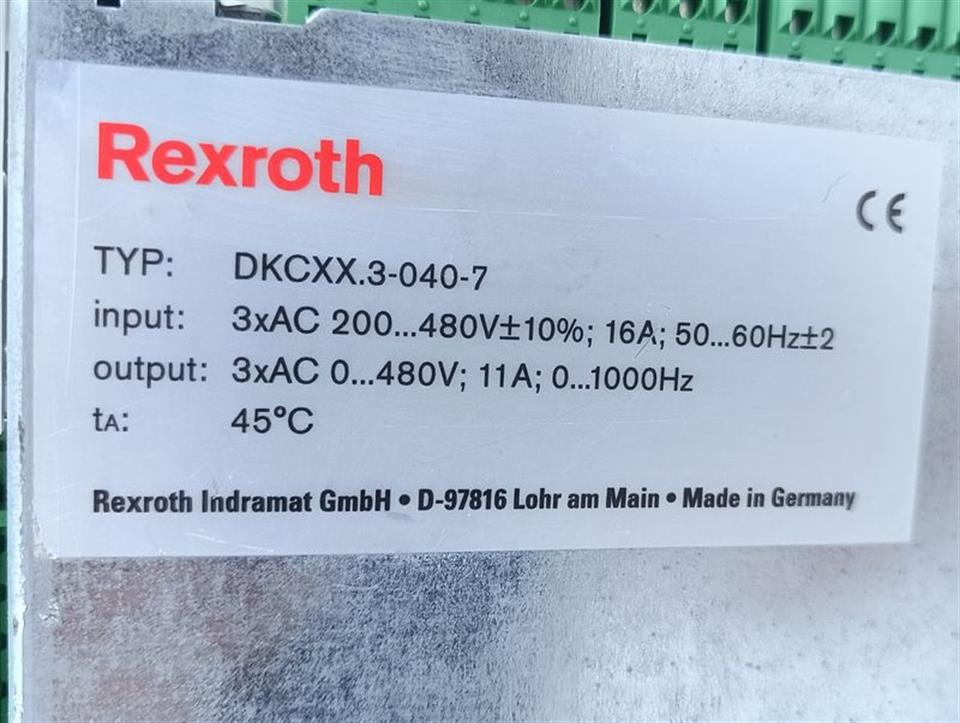 Rexroth
CE
TYP: DKCXX.3-040-7
input: 3xAC 200...480V±10%; 16A; 50...60Hz±2
output: 3xAC 0...480V; 11A; 0...1000Hz
tA: 45°C
Rexroth Indramat GmbH • D-97816 Lohr am Main • Made in Germany